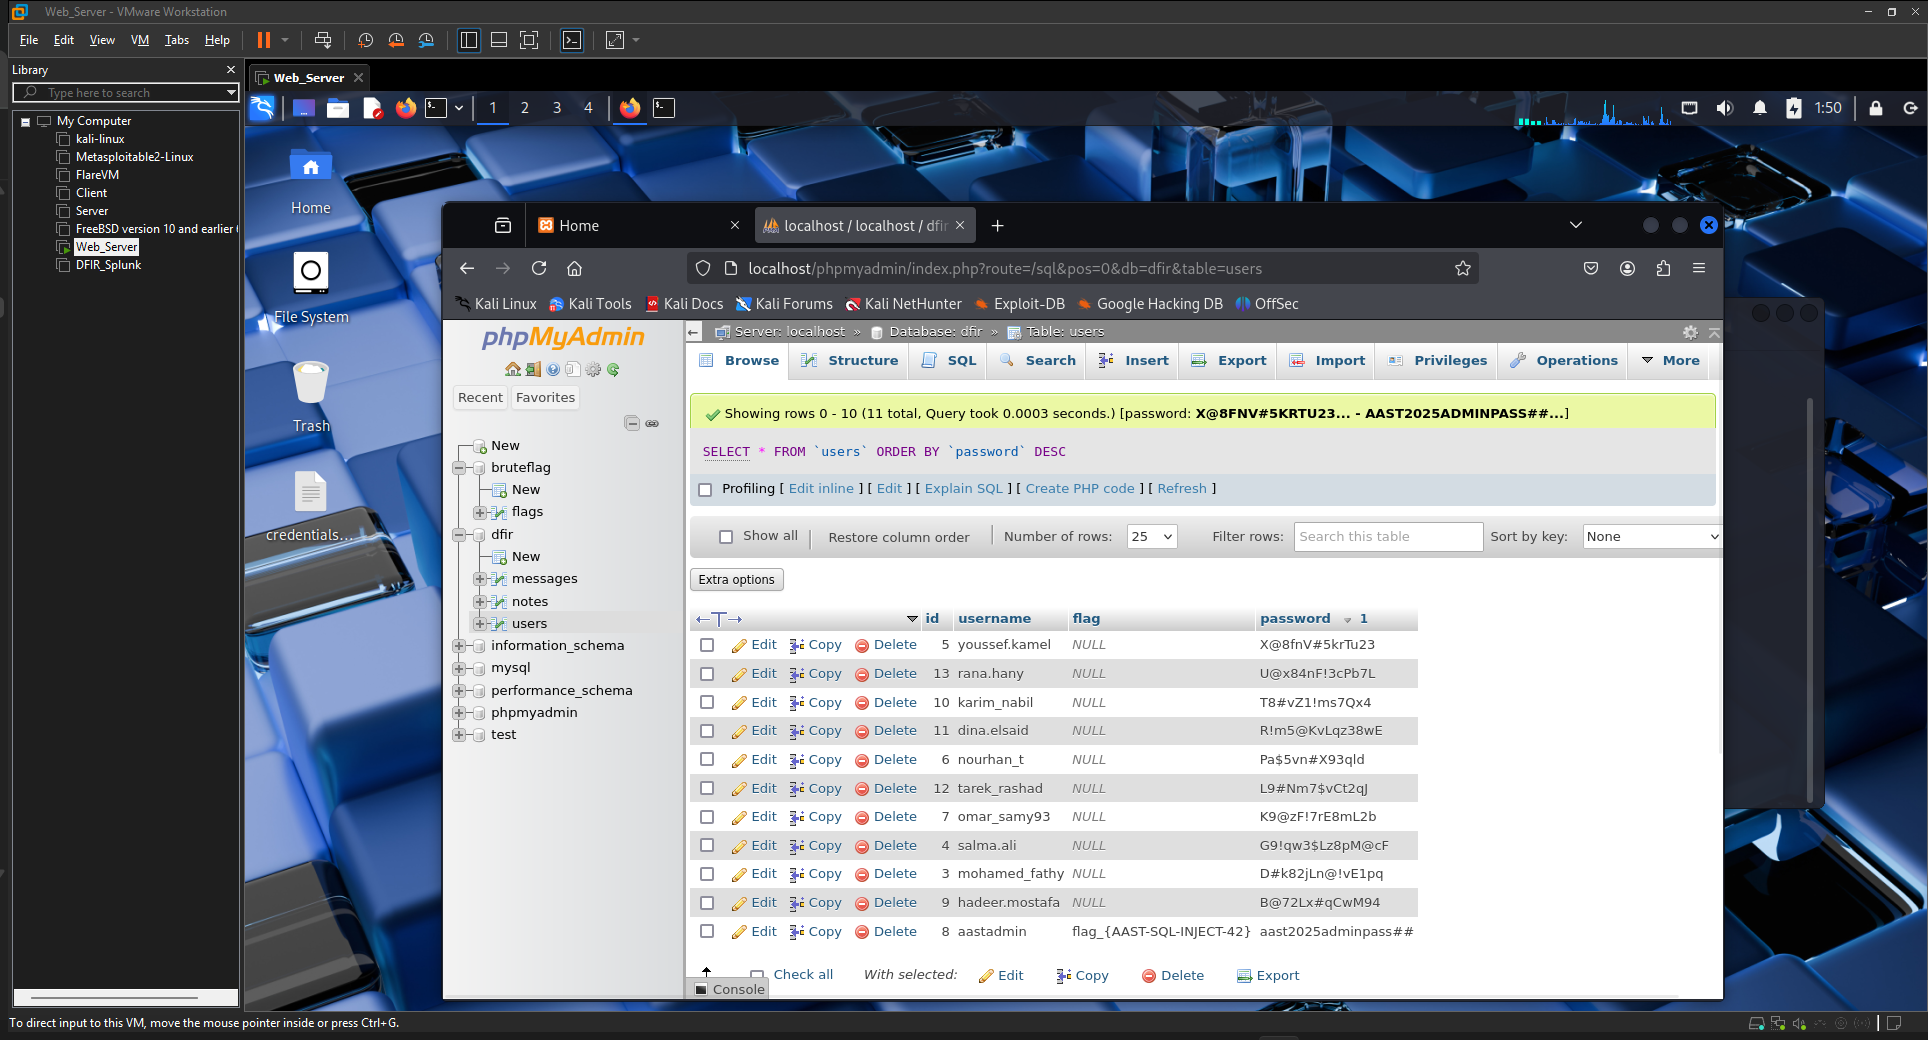 Web_Server - VMware Workstation
File Edit View VM Tabs Help
Library
Type here to search
My Computer
kali-linux
Metasploitable2-Linux
FlareVM
Client
Server
FreeBSD version 10 and earlier
Web_Server
DFIR_Splunk
Web_Server
1 2 3 4
1:50
Home
File System
Trash
credentials...
Home
localhost / localhost / dfir
localhost/phpmyadmin/index.php?route=/sql&pos=0&db=dfir&table=users
Kali Linux Kali Tools Kali Docs Kali Forums Kali NetHunter Exploit-DB Google Hacking DB OffSec
phpMyAdmin
Recent Favorites
New
bruteflag
New
flags
dfir
New
messages
notes
users
information_schema
mysql
performance_schema
phpmyadmin
test
Server: localhost » Database: dfir » Table: users
Browse Structure SQL Search Insert Export Import Privileges Operations More
Showing rows 0 - 10 (11 total, Query took 0.0003 seconds.) [password: X@8FNV#5KRTU23... - AAST2025ADMINPASS##...]
SELECT * FROM `users` ORDER BY `password` DESC
Profiling [ Edit inline ] [ Edit ] [ Explain SQL ] [ Create PHP code ] [ Refresh ]
Show all Restore column order Number of rows: 25 Filter rows: Search this table Sort by key: None
Extra options
id username flag password 1
Edit Copy Delete 5 youssef.kamel NULL X@8fnV#5krTu23
Edit Copy Delete 13 rana.hany NULL U@x84nF!3cPb7L
Edit Copy Delete 10 karim_nabil NULL T8#vZ1!ms7Qx4
Edit Copy Delete 11 dina.elsaid NULL R!m5@KvLqz38wE
Edit Copy Delete 6 nourhan_t NULL Pa$5vn#X93qld
Edit Copy Delete 12 tarek_rashad NULL L9#Nm7$vCt2qJ
Edit Copy Delete 7 omar_samy93 NULL K9@zF!7rE8mL2b
Edit Copy Delete 4 salma.ali NULL G9!qw3$Lz8pM@cF
Edit Copy Delete 3 mohamed_fathy NULL D#k82jLn@!vE1pq
Edit Copy Delete 9 hadeer.mostafa NULL B@72Lx#qCwM94
Edit Copy Delete 8 aastadmin flag_{AAST-SQL-INJECT-42} aast2025adminpass##
Check all With selected: Edit Copy Delete Export
Console
To direct input to this VM, move the mouse pointer inside or press Ctrl+G.